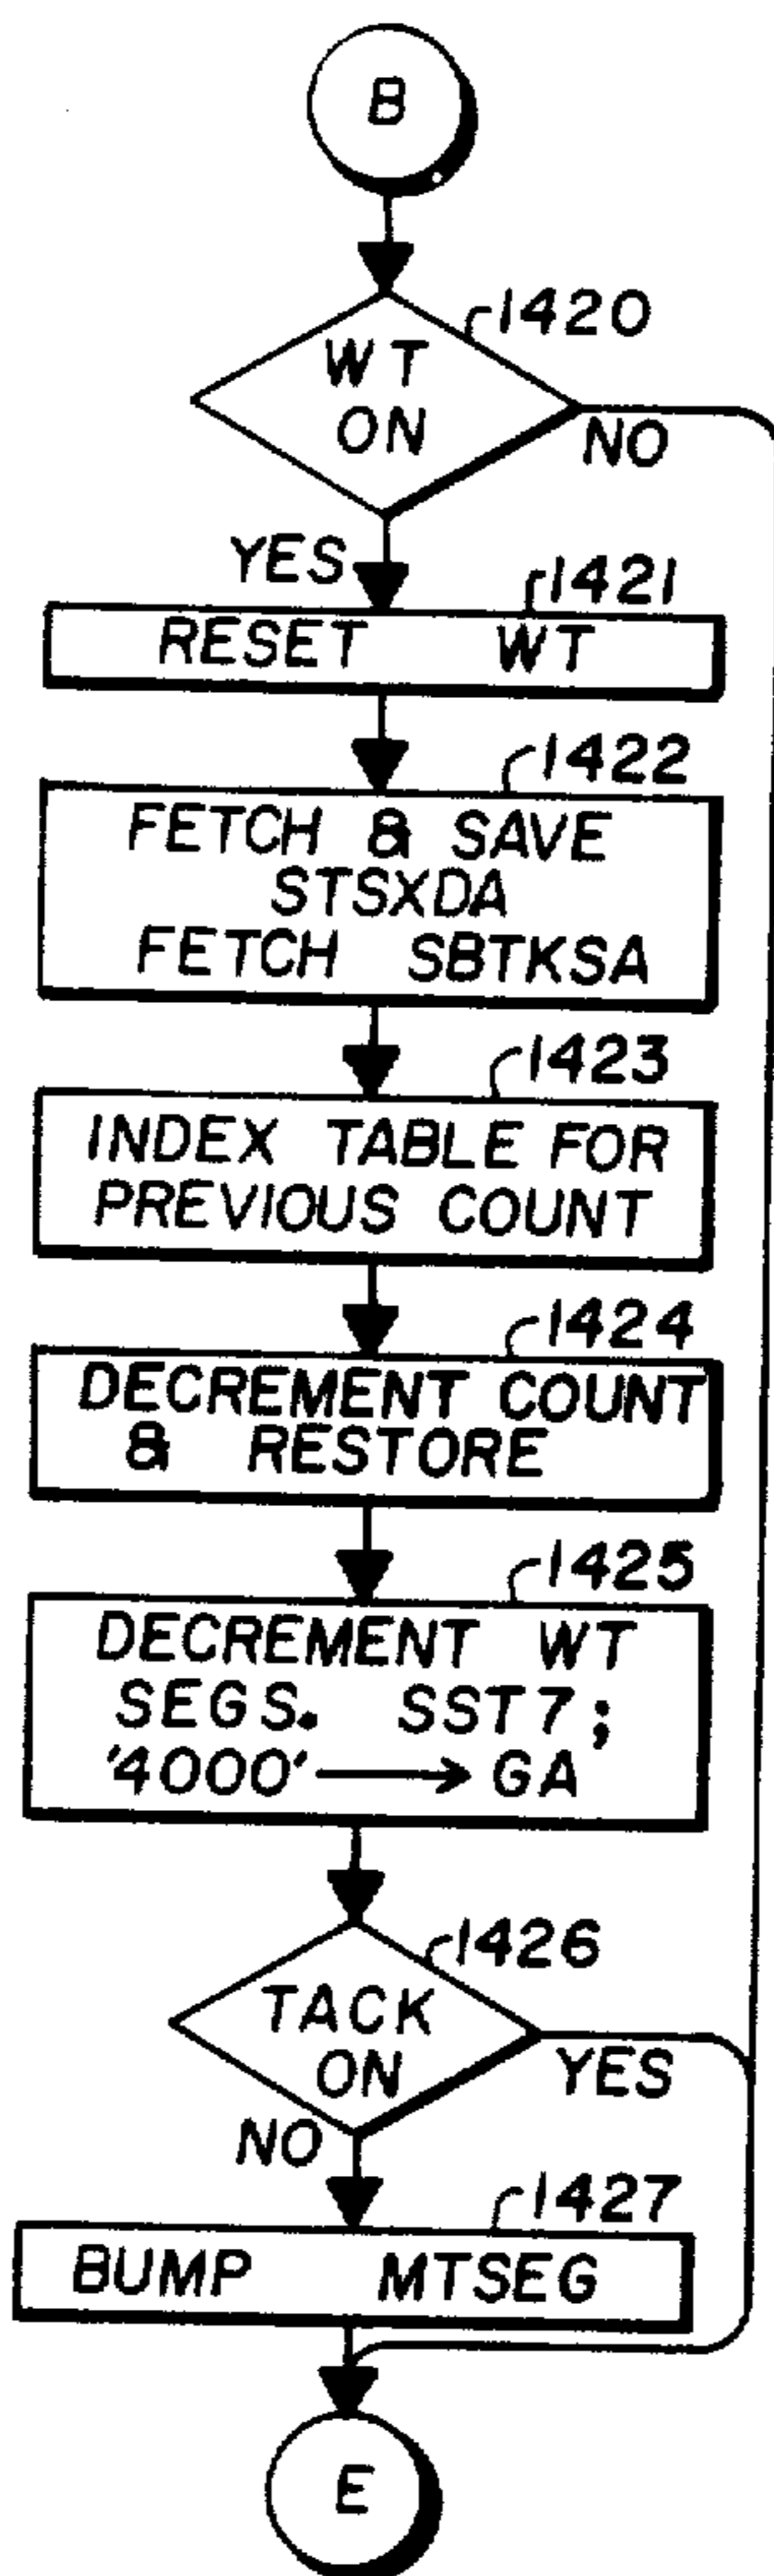 B
1420
WT
ON
NO
YES
1421
RESET WT
1422
FETCH & SAVE
STSXDA
FETCH SBTKSA
1423
INDEX TABLE FOR
PREVIOUS COUNT
1424
DECREMENT COUNT
& RESTORE
1425
DECREMENT WT
SEGS. SST7;
'4000' → GA
1426
TACK
ON
YES
NO
1427
BUMP MTSEG
E